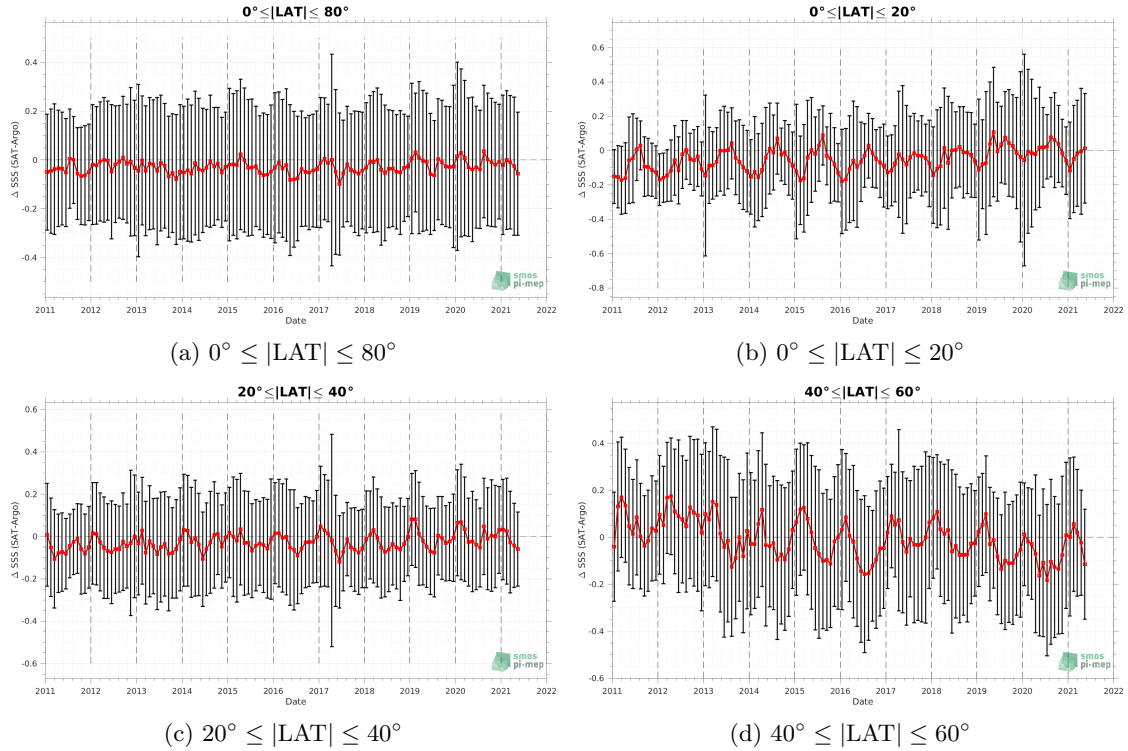 0°≤|LAT|≤ 80°
Δ SSS (SAT-Argo)
0.4
0.2
0
-0.2
-0.4
2011 2012 2013 2014 2015 2016 2017 2018 2019 2020 2021 2022
Date
smos
pi-mep
(a) 0° ≤ |LAT| ≤ 80°
0°≤|LAT|≤ 20°
Δ SSS (SAT-Argo)
0.6
0.4
0.2
0
-0.2
-0.4
-0.6
-0.8
2011 2012 2013 2014 2015 2016 2017 2018 2019 2020 2021 2022
Date
smos
pi-mep
(b) 0° ≤ |LAT| ≤ 20°
20°≤|LAT|≤ 40°
Δ SSS (SAT-Argo)
0.6
0.4
0.2
0
-0.2
-0.4
-0.6
2011 2012 2013 2014 2015 2016 2017 2018 2019 2020 2021 2022
Date
smos
pi-mep
(c) 20° ≤ |LAT| ≤ 40°
40°≤|LAT|≤ 60°
Δ SSS (SAT-Argo)
0.4
0.2
0
-0.2
-0.4
-0.6
2011 2012 2013 2014 2015 2016 2017 2018 2019 2020 2021 2022
Date
smos
pi-mep
(d) 40° ≤ |LAT| ≤ 60°